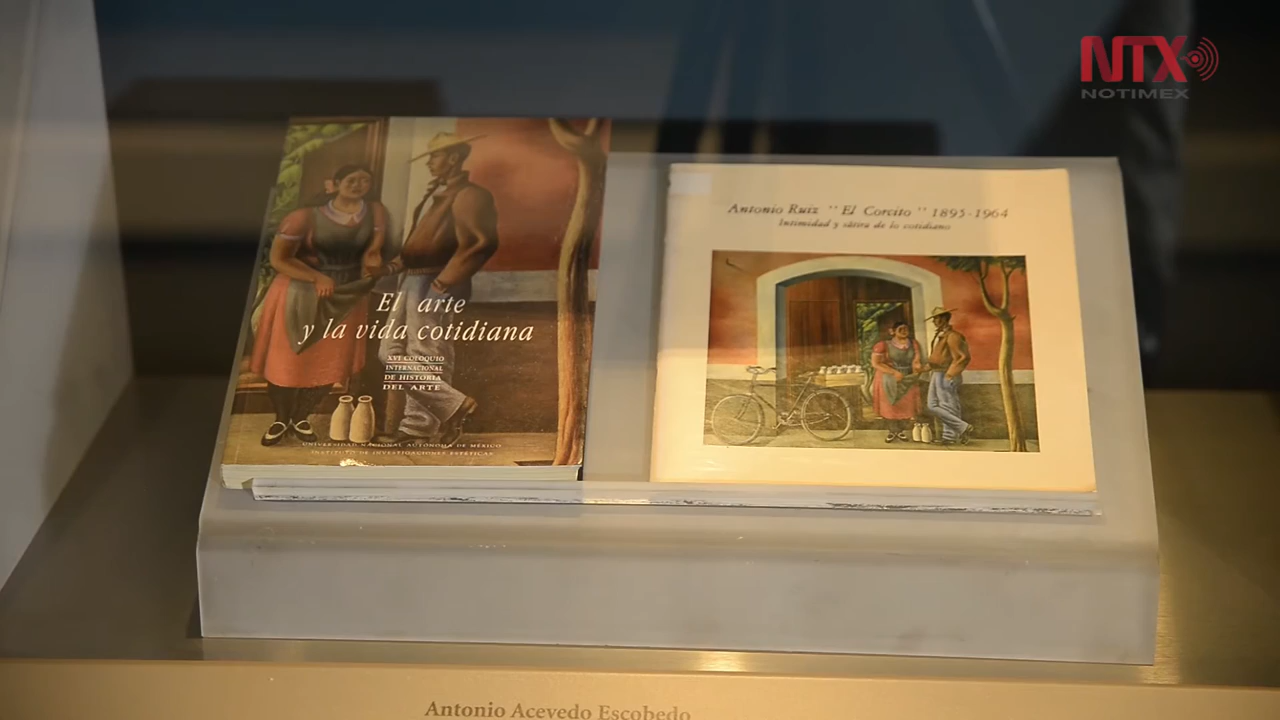 NTX
NOTIMEX
El arte
y la vida cotidiana
XVI COLOQUIO
INTERNACIONAL
DE HISTORIA
DEL ARTE
UNIVERSIDAD NACIONAL AUTÓNOMA DE MÉXICO
INSTITUTO DE INVESTIGACIONES ESTÉTICAS
Antonio Ruiz "El Corcito" 1895-1964
Intimidad y sátira de lo cotidiano
Antonio Acevedo Escobedo